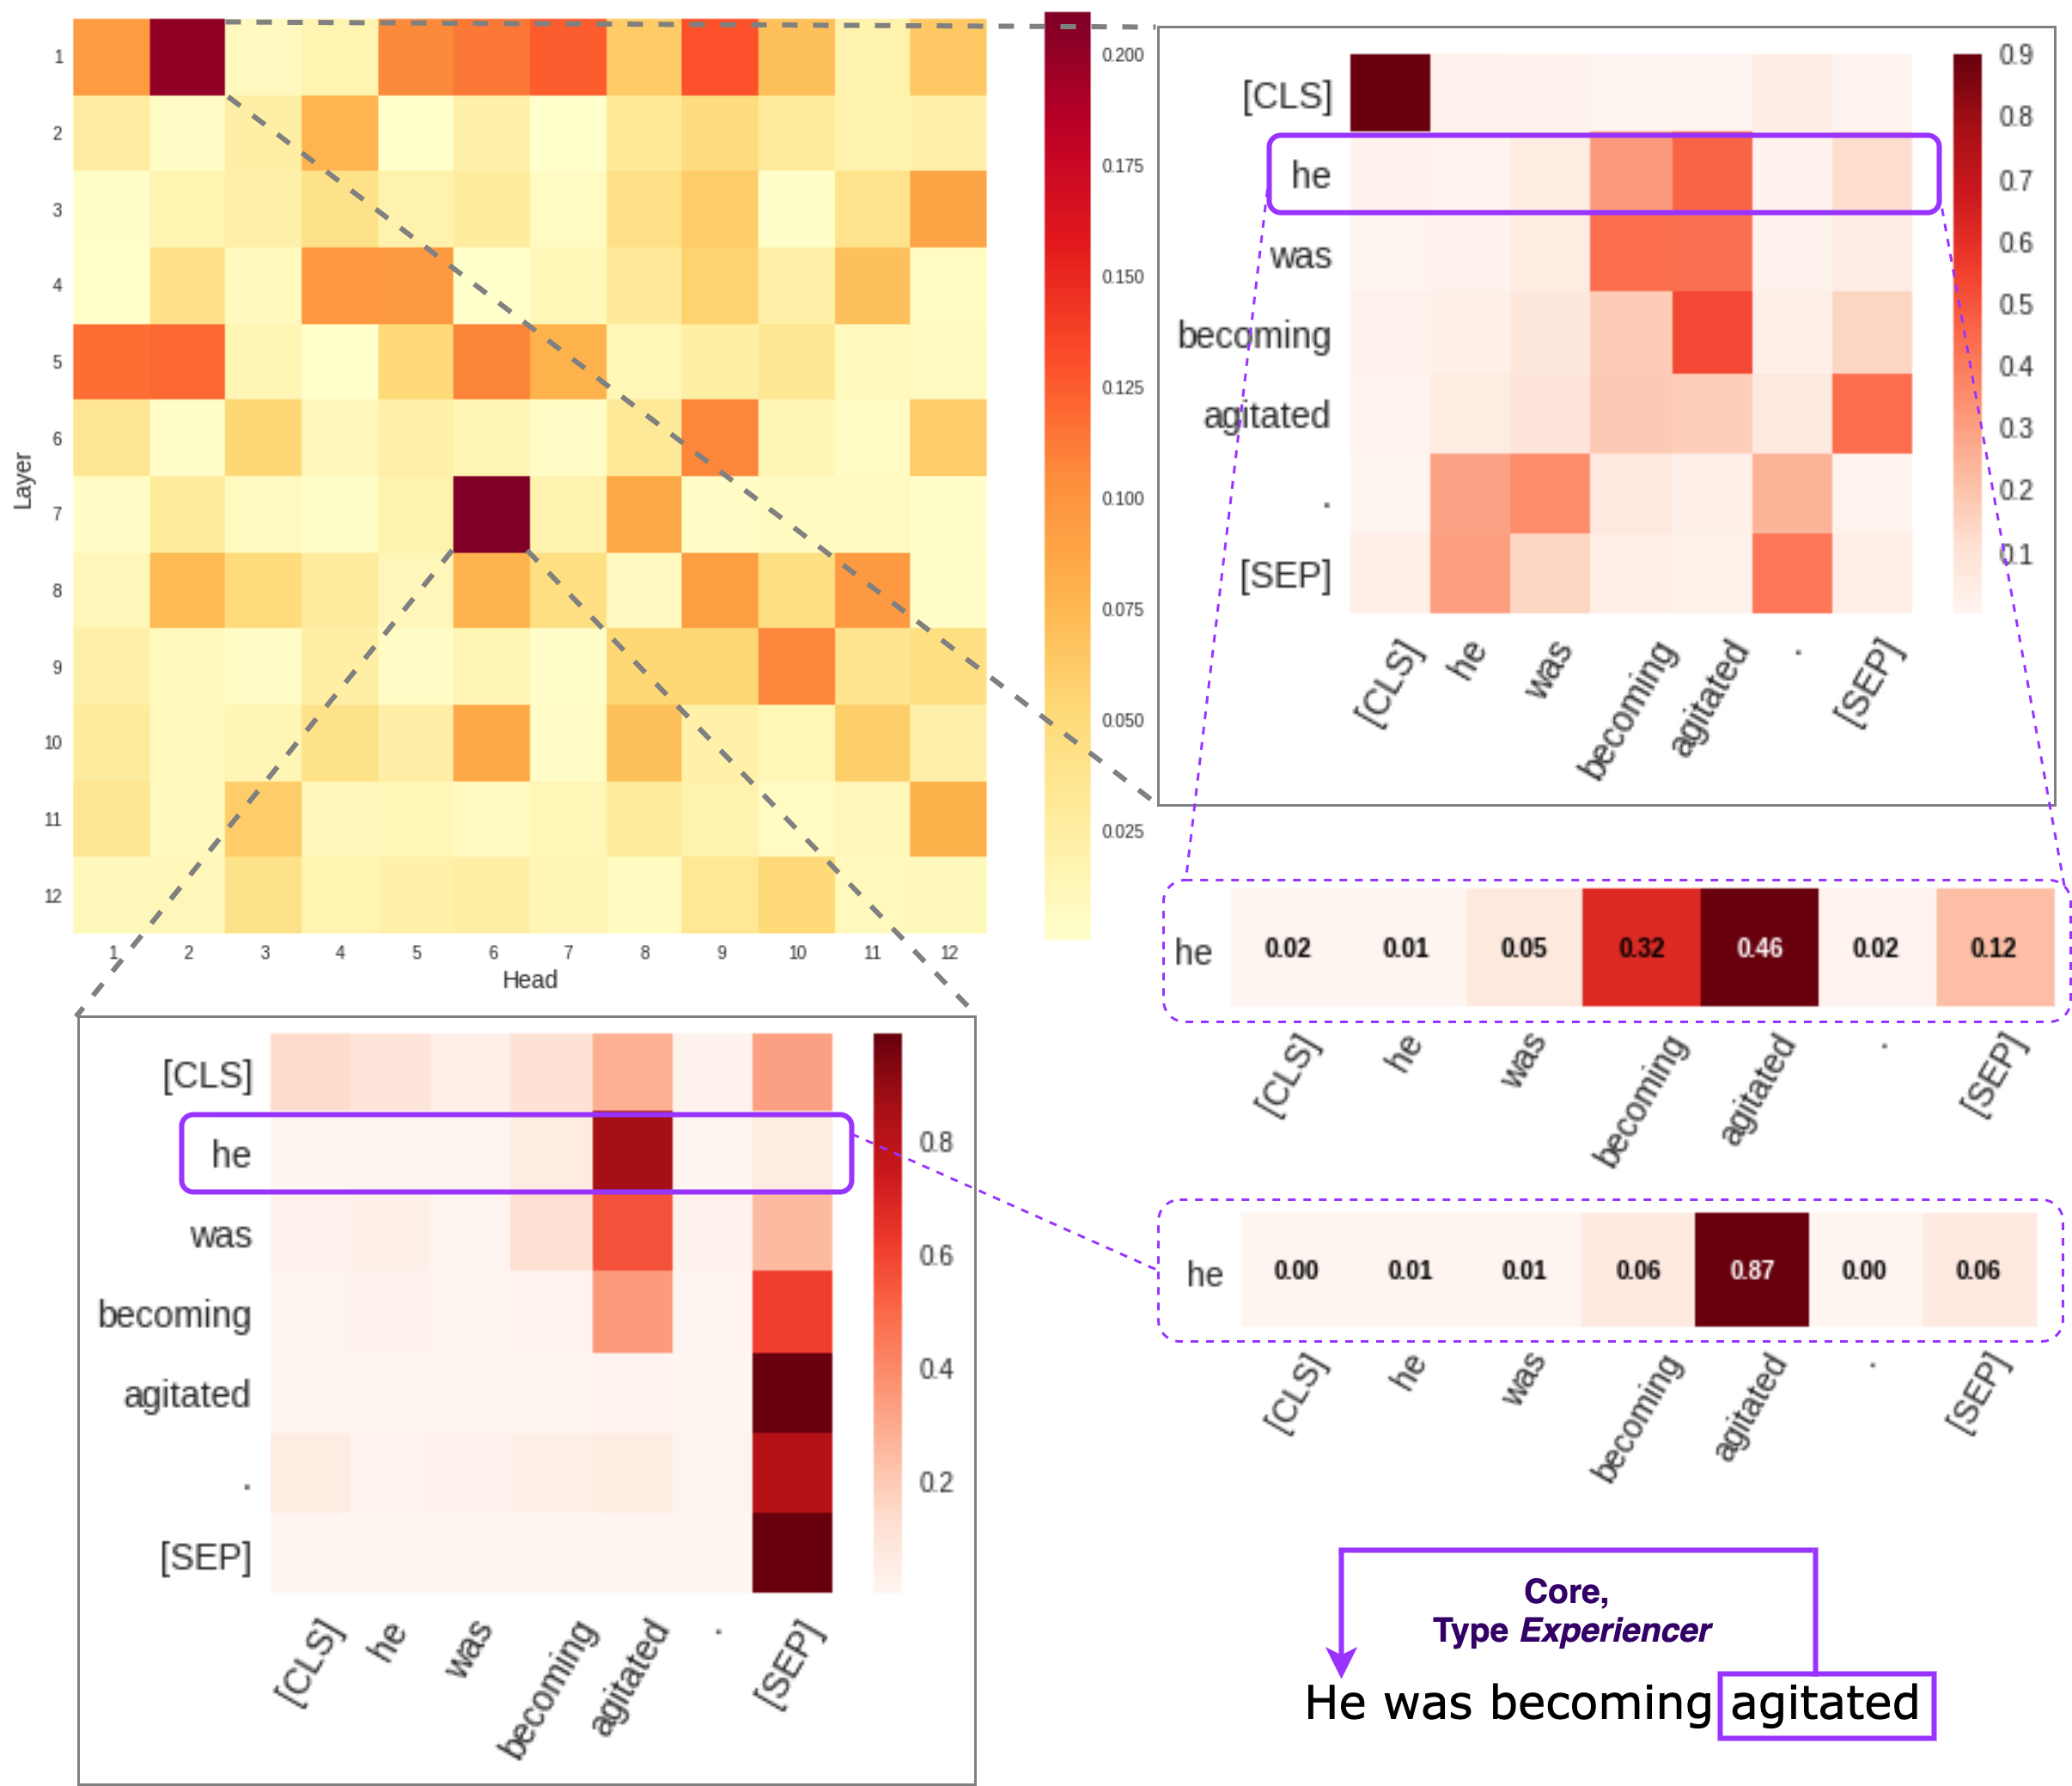 Layer
1
2
3
4
5
6
7
8
9
10
11
12
1 2 3 4 5 6 7 8 9 10 11 12
Head
0.200
0.175
0.150
0.125
0.100
0.075
0.050
0.025
[CLS]
he
was
becoming
agitated
.
[SEP]
[CLS] he was becoming agitated . [SEP]
0.9
0.8
0.7
0.6
0.5
0.4
0.3
0.2
0.1
he 0.02 0.01 0.05 0.32 0.46 0.02 0.12
[CLS] he was becoming agitated . [SEP]
[CLS]
he
was
becoming
agitated
.
[SEP]
[CLS] he was becoming agitated . [SEP]
0.8
0.6
0.4
0.2
he 0.00 0.01 0.01 0.06 0.87 0.00 0.06
[CLS] he was becoming agitated . [SEP]
Core,
Type Experiencer
He was becoming agitated